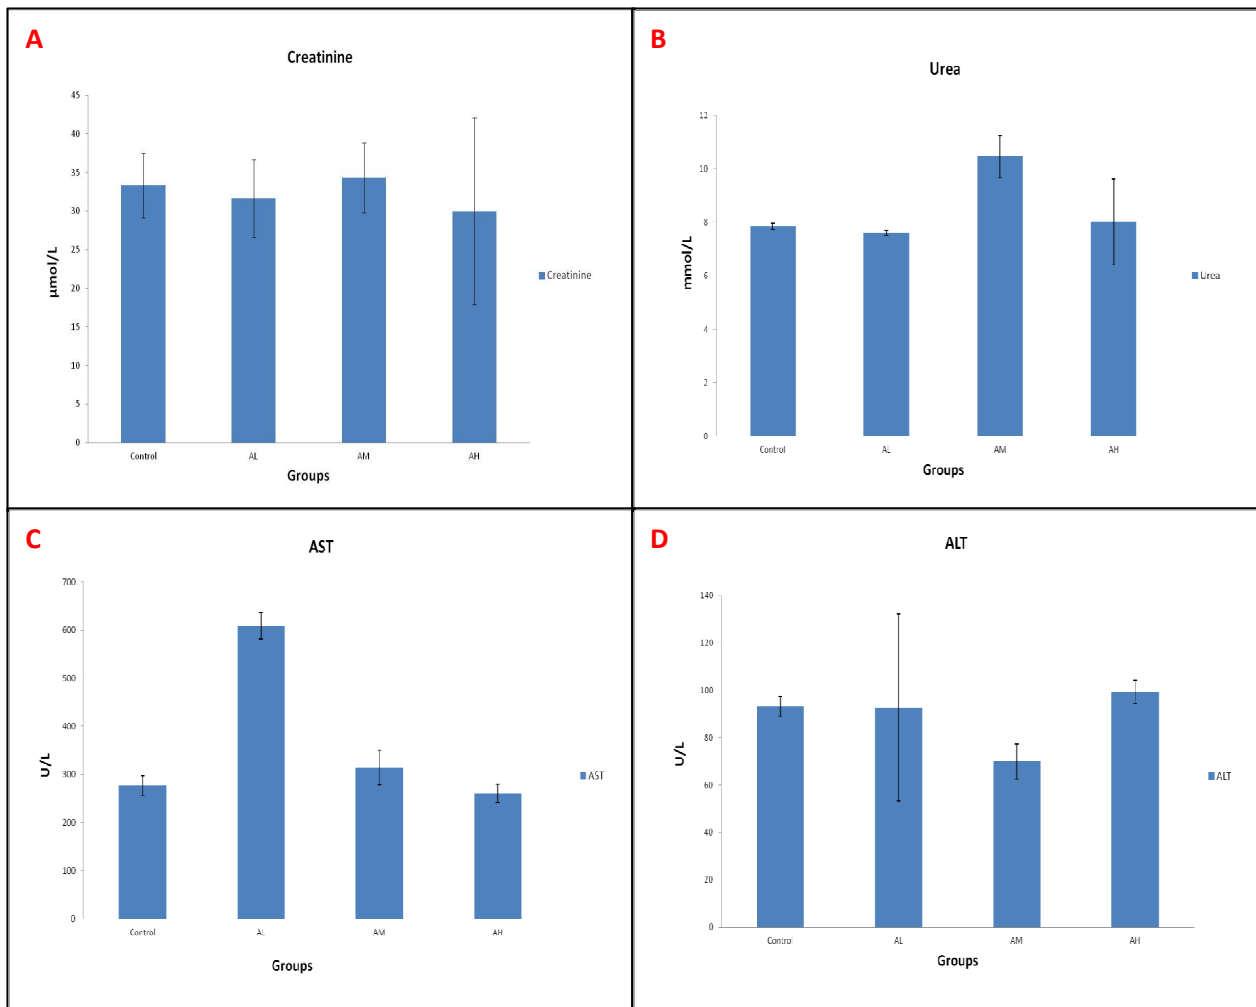 A
Creatinine
45
40
35
30
25
20
15
10
5
0
µmol/L
Control AL AM AH
Groups
Creatinine
B
Urea
12
10
8
6
4
2
0
mmol/L
Control AL AM AH
Groups
Urea
C
AST
700
600
500
400
300
200
100
0
U/L
Control AL AM AH
Groups
AST
D
ALT
140
120
100
80
60
40
20
0
U/L
Control AL AM AH
Groups
ALT